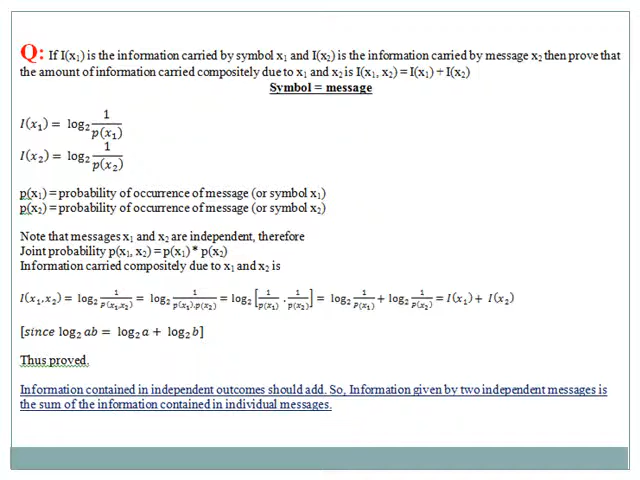 Q: If I(x₁) is the information carried by symbol x₁ and I(x₂) is the information carried by message x₂ then prove that
the amount of information carried compositely due to x₁ and x₂ is I(x₁, x₂) = I(x₁) + I(x₂)
Symbol = message
I(x₁) = log₂ 1/p(x₁)
I(x₂) = log₂ 1/p(x₂)
p(x₁) = probability of occurrence of message (or symbol x₁)
p(x₂) = probability of occurrence of message (or symbol x₂)
Note that messages x₁ and x₂ are independent, therefore
Joint probability p(x₁, x₂) = p(x₁) * p(x₂)
Information carried compositely due to x₁ and x₂ is
I(x₁,x₂) = log₂ 1/p(x₁,x₂) = log₂ 1/p(x₁).p(x₂) = log₂ [1/p(x₁) . 1/p(x₂)] = log₂ 1/p(x₁) + log₂ 1/p(x₂) = I(x₁) + I(x₂)
[since log₂ ab = log₂ a + log₂ b]
Thus proved.
Information contained in independent outcomes should add. So, Information given by two independent messages is
the sum of the information contained in individual messages.